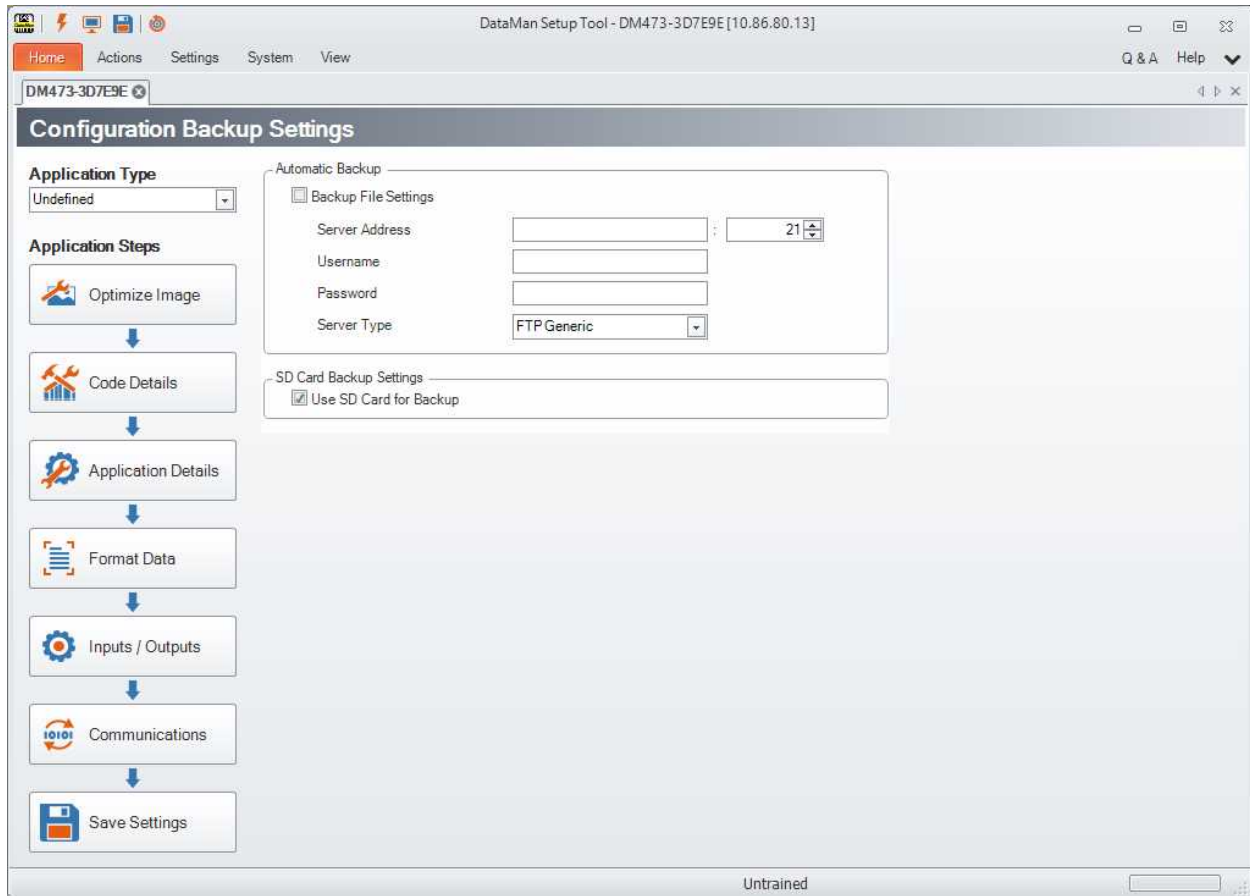 DataMan Setup Tool - DM473-3D7E9E [10.86.80.13]
Home Actions Settings System View Q & A Help
DM473-3D7E9E
Configuration Backup Settings
Application Type
Undefined
Application Steps
Optimize Image
Code Details
Application Details
Format Data
Inputs / Outputs
10101
Communications
Save Settings
Automatic Backup
Backup File Settings
Server Address : 21
Username
Password
Server Type FTP Generic
SD Card Backup Settings
Use SD Card for Backup
Untrained